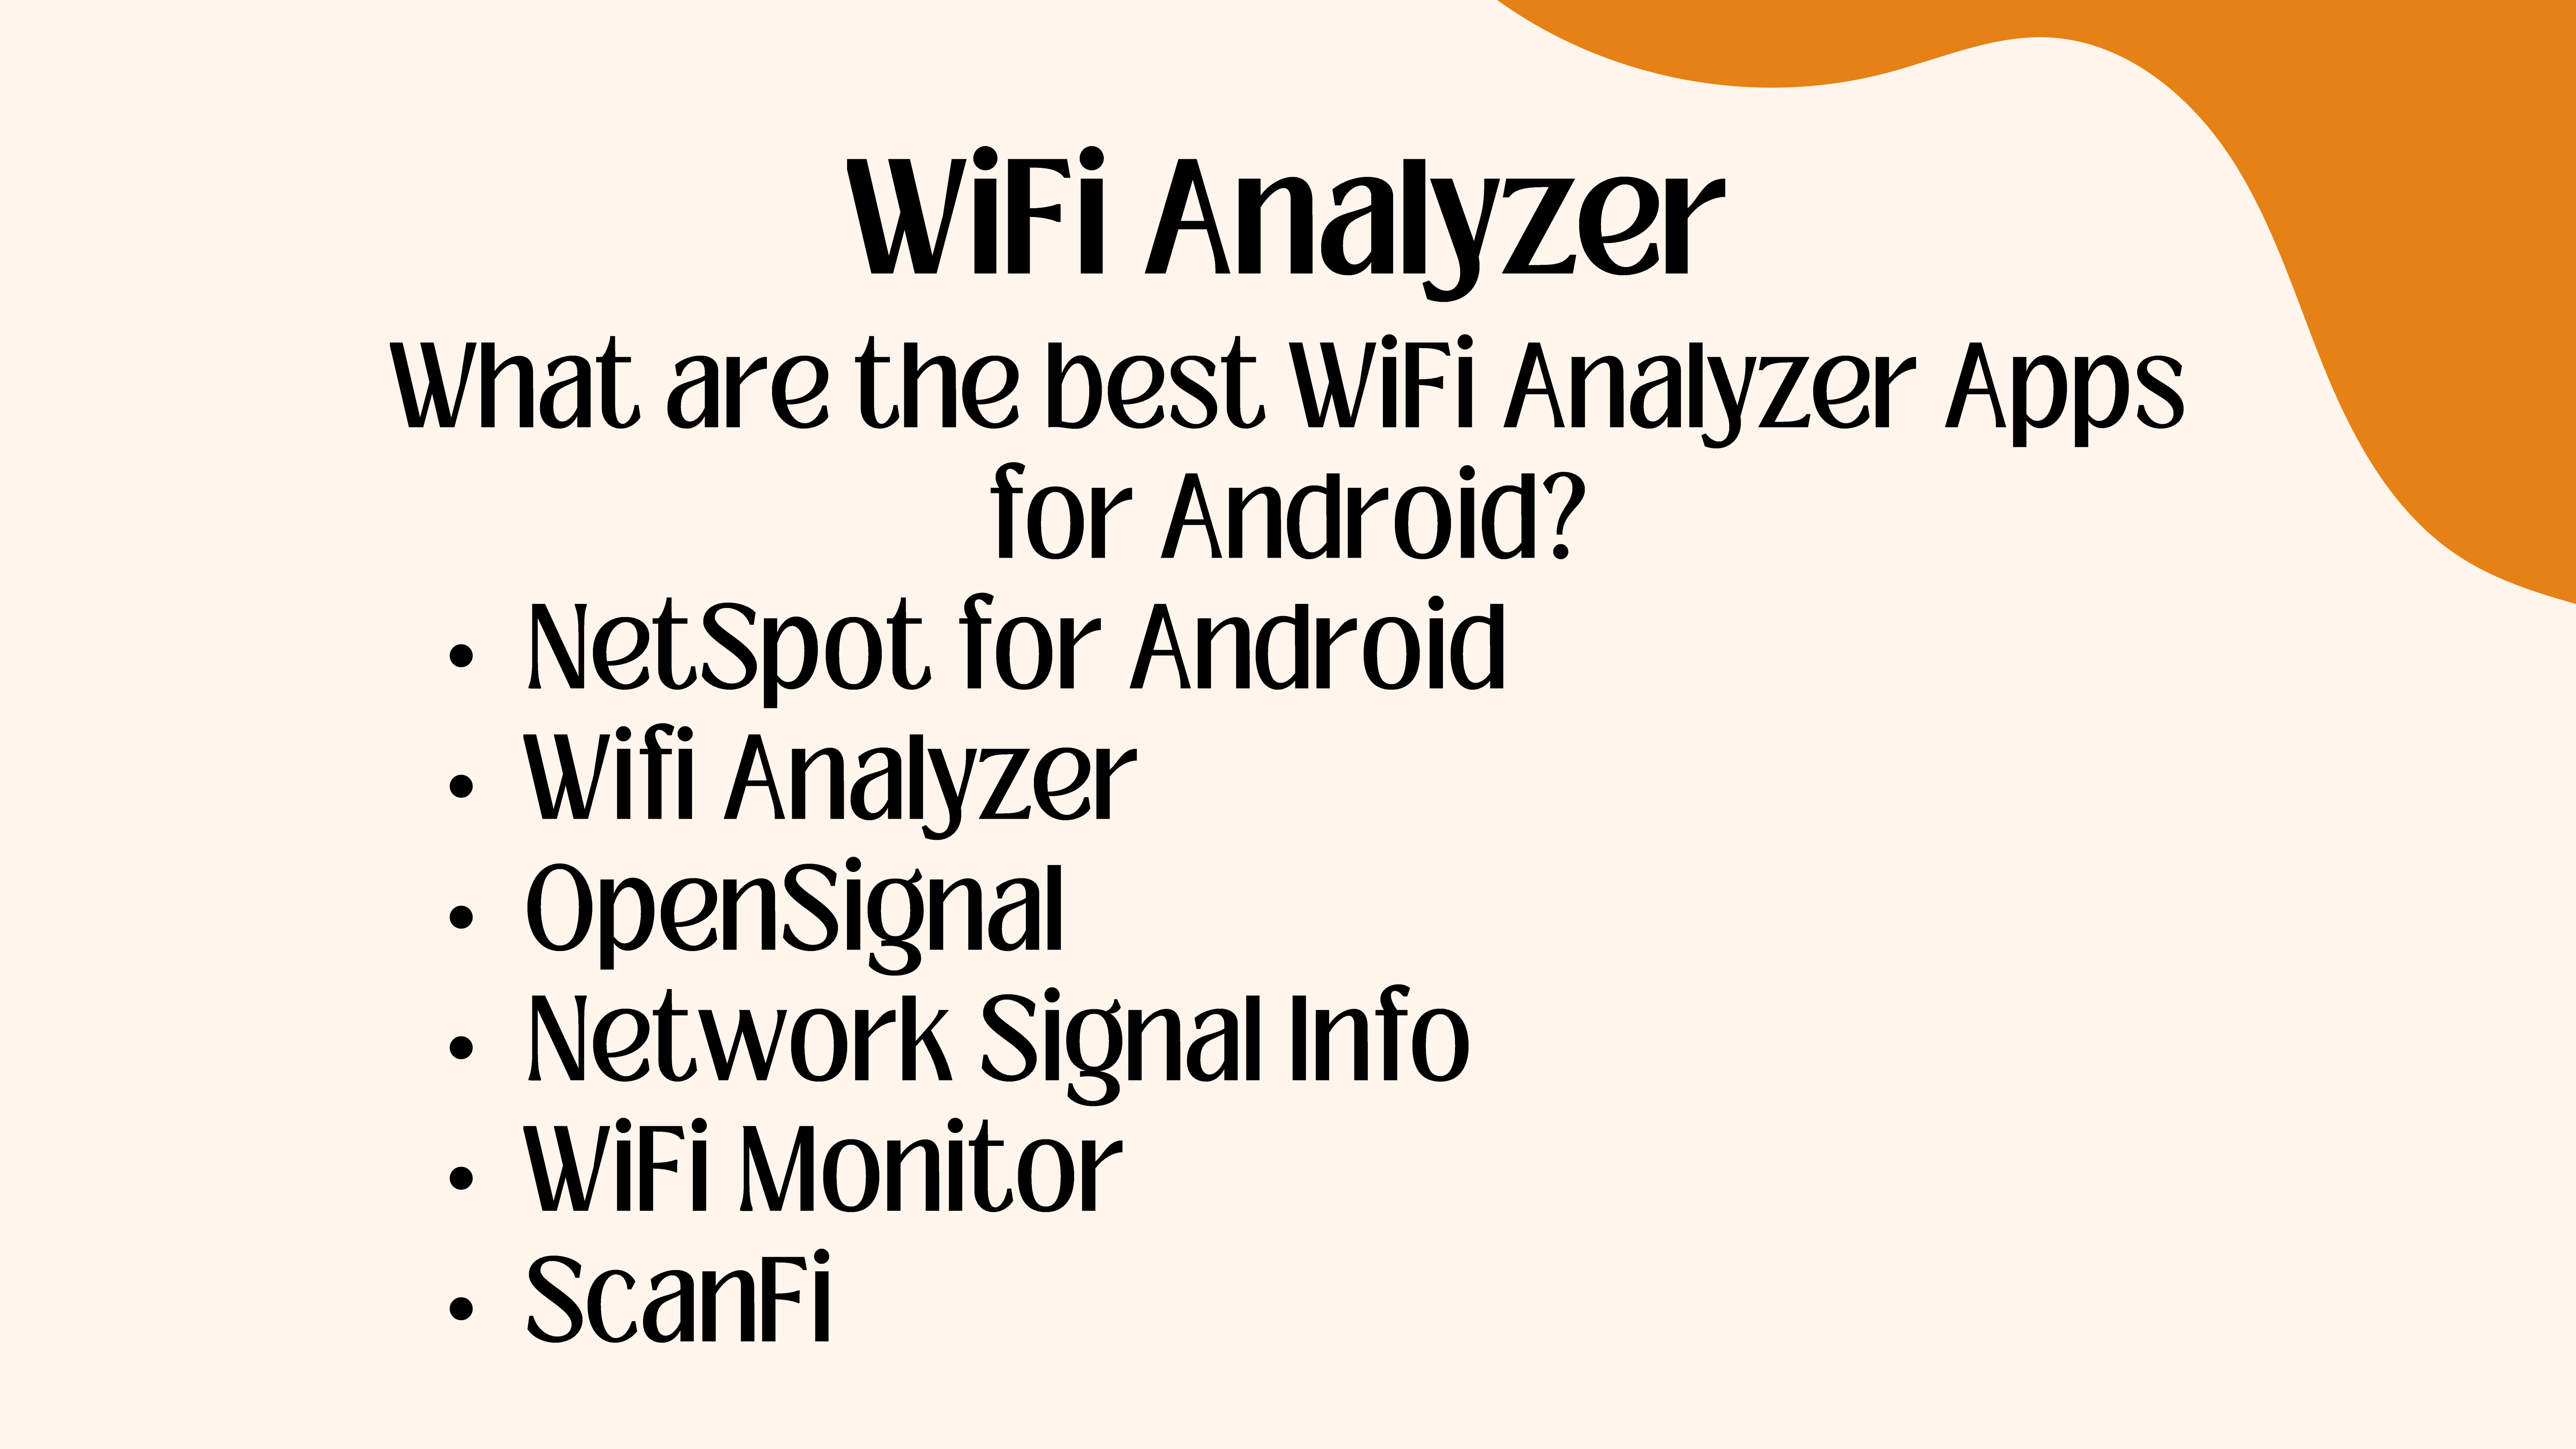 WiFi Analyzer
What are the best WiFi Analyzer Apps
for Android?
• NetSpot for Android
• Wifi Analyzer
• OpenSignal
• Network Signal Info
• WiFi Monitor
• ScanFi